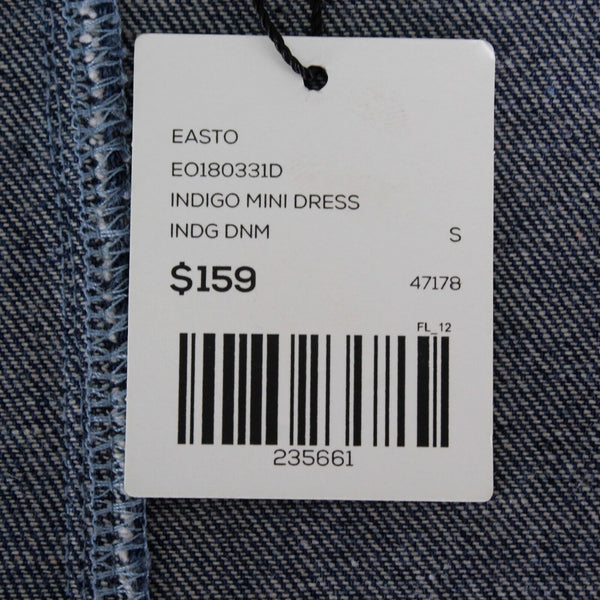 EASTO
EO180331D
INDIGO MINI DRESS
INDG DNM S
$159 47178
FL_12
235661